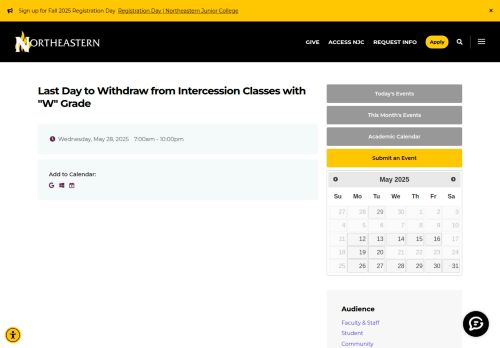 Sign up for Fall 2025 Registration Day Registration Day | Northeastern Junior College ×
NORTHEASTERN GIVE ACCESS NJC REQUEST INFO Apply
Last Day to Withdraw from Intercession Classes with
"W" Grade
Wednesday, May 28, 2025 7:00am - 10:00pm
Add to Calendar:
Today's Events
This Month's Events
Academic Calendar
Submit an Event
May 2025
Su Mo Tu We Th Fr Sa
27 28 29 30 1 2 3
4 5 6 7 8 9 10
11 12 13 14 15 16 17
18 19 20 21 22 23 24
25 26 27 28 29 30 31
Audience
Faculty & Staff
Student
Community